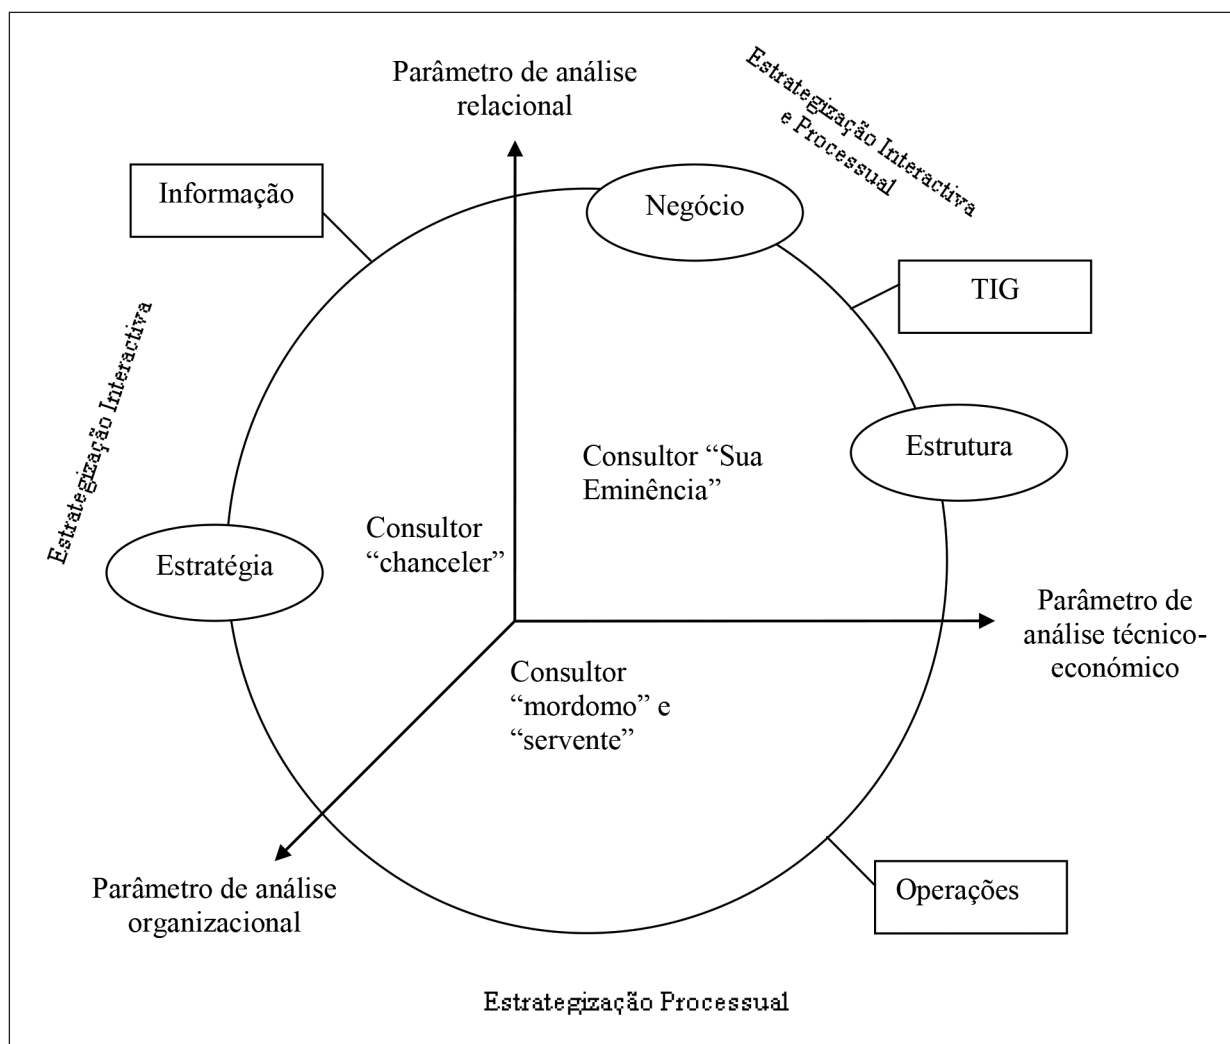 Parâmetro de análise
relacional
Estrategização Interactiva
e Processual
Informação
Negócio
TIG
Estrategização Interactiva
Estrutura
Consultor “Sua
Eminência”
Consultor
“chanceler”
Estratégia
Parâmetro de
análise técnico-
económico
Consultor
“mordomo” e
“servente”
Parâmetro de análise
organizacional
Operações
Estrategização Processual